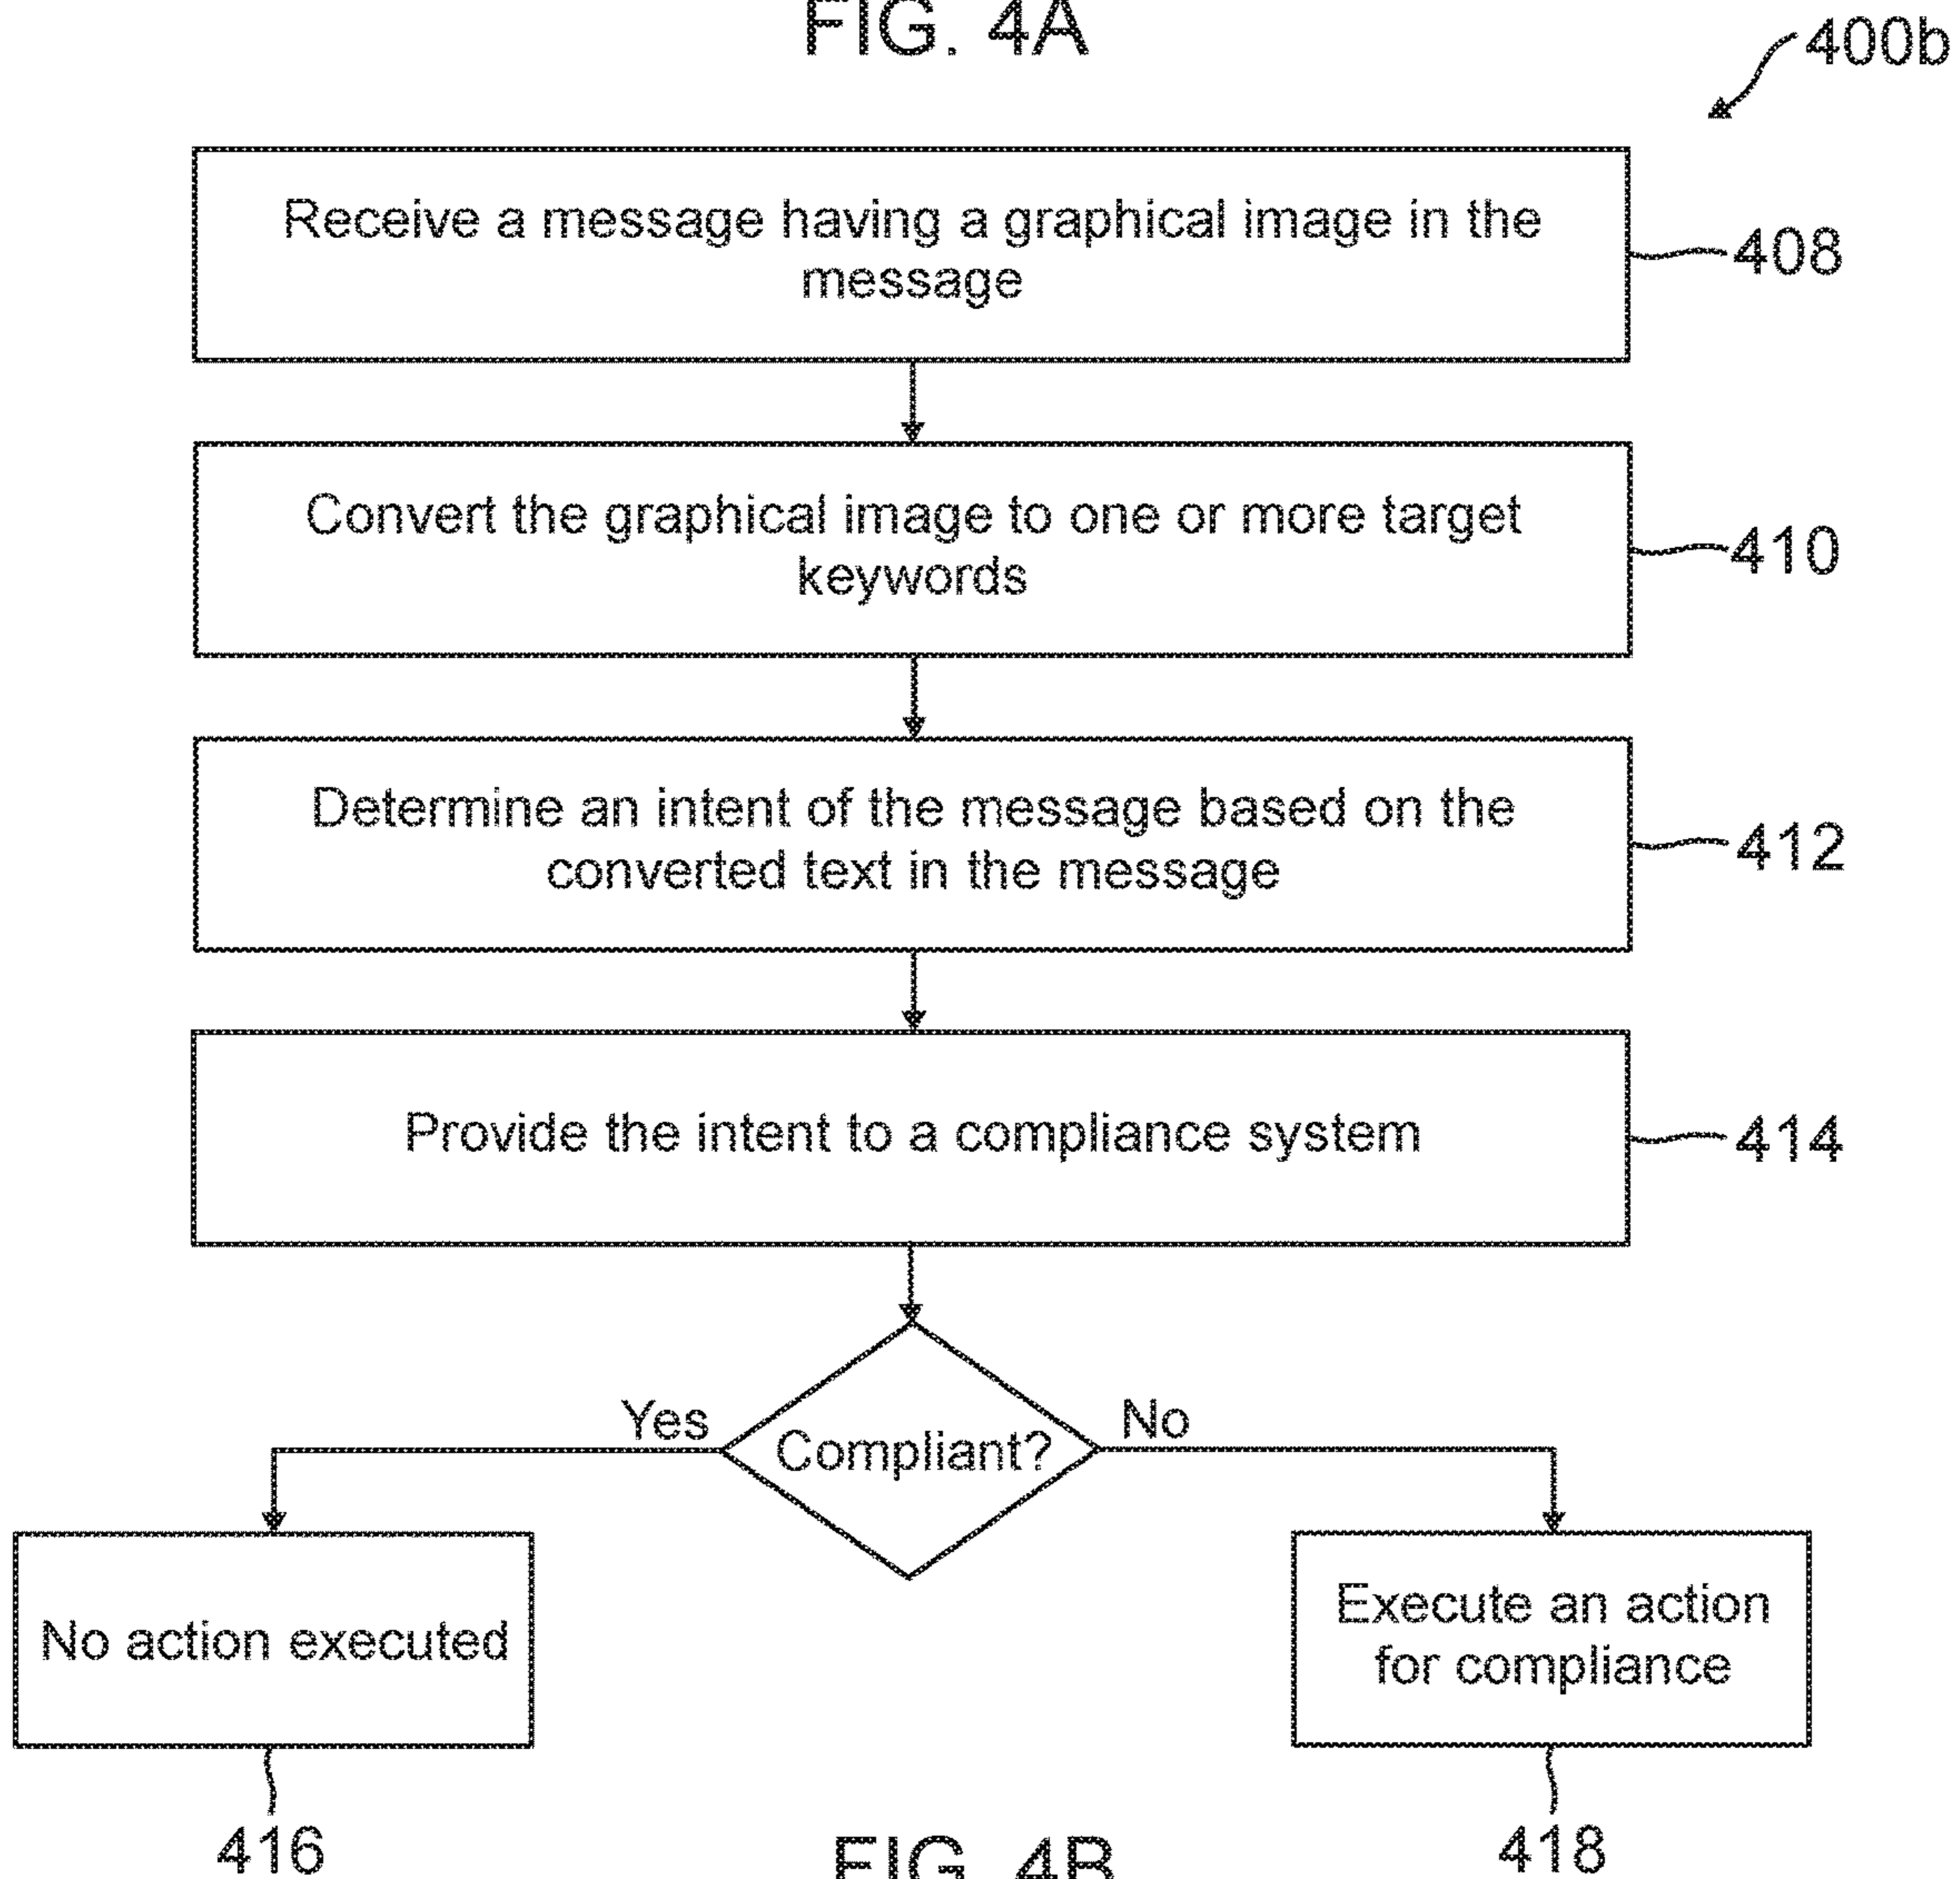 FIG. 4A
400b
Receive a message having a graphical image in the
message
408
Convert the graphical image to one or more target
keywords
410
Determine an intent of the message based on the
converted text in the message
412
Provide the intent to a compliance system
414
Yes
Compliant?
No
No action executed
Execute an action
for compliance
416
418
FIG. 4B